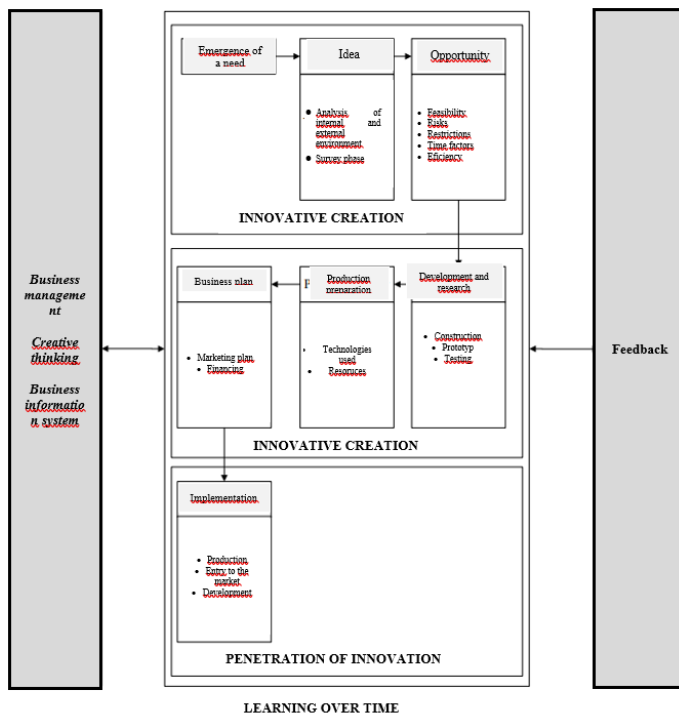 Emergence of
a need
Idea
Opportunity
• Analysis of
internal and
external
environment
• Survey phase
• Feasibility
• Risks
• Restrictions
• Time factors
• Eficiency
INNOVATIVE CREATION
Business plan
P
Production
preparation
Development and
research
• Marketing plan
• Financing
• Technologies
used
• Resoruces
• Construction
• Prototyp
• Testing
INNOVATIVE CREATION
Implementation
• Production
• Entry to the
market
• Development
PENETRATION OF INNOVATION
LEARNING OVER TIME
Business
manageme
nt
Creative
thinking
Business
informatio
n system
Feedback